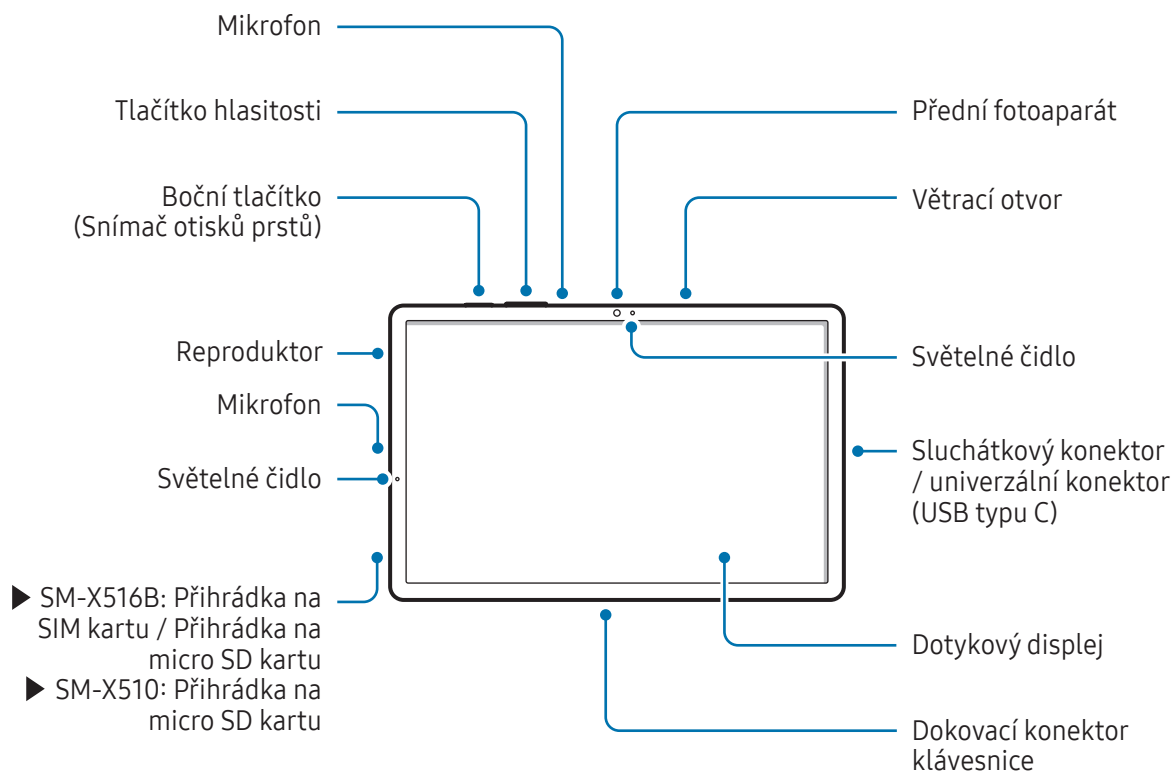 Mikrofon
Tlačítko hlasitosti
Boční tlačítko
(Snímač otisků prstů)
Reproduktor
Mikrofon
Světelné čidlo
▶ SM-X516B: Přihrádka na
SIM kartu / Přihrádka na
micro SD kartu
▶ SM-X510: Přihrádka na
micro SD kartu
Přední fotoaparát
Větrací otvor
Světelné čidlo
Sluchátkový konektor
/ univerzální konektor
(USB typu C)
Dotykový displej
Dokovací konektor
klávesnice